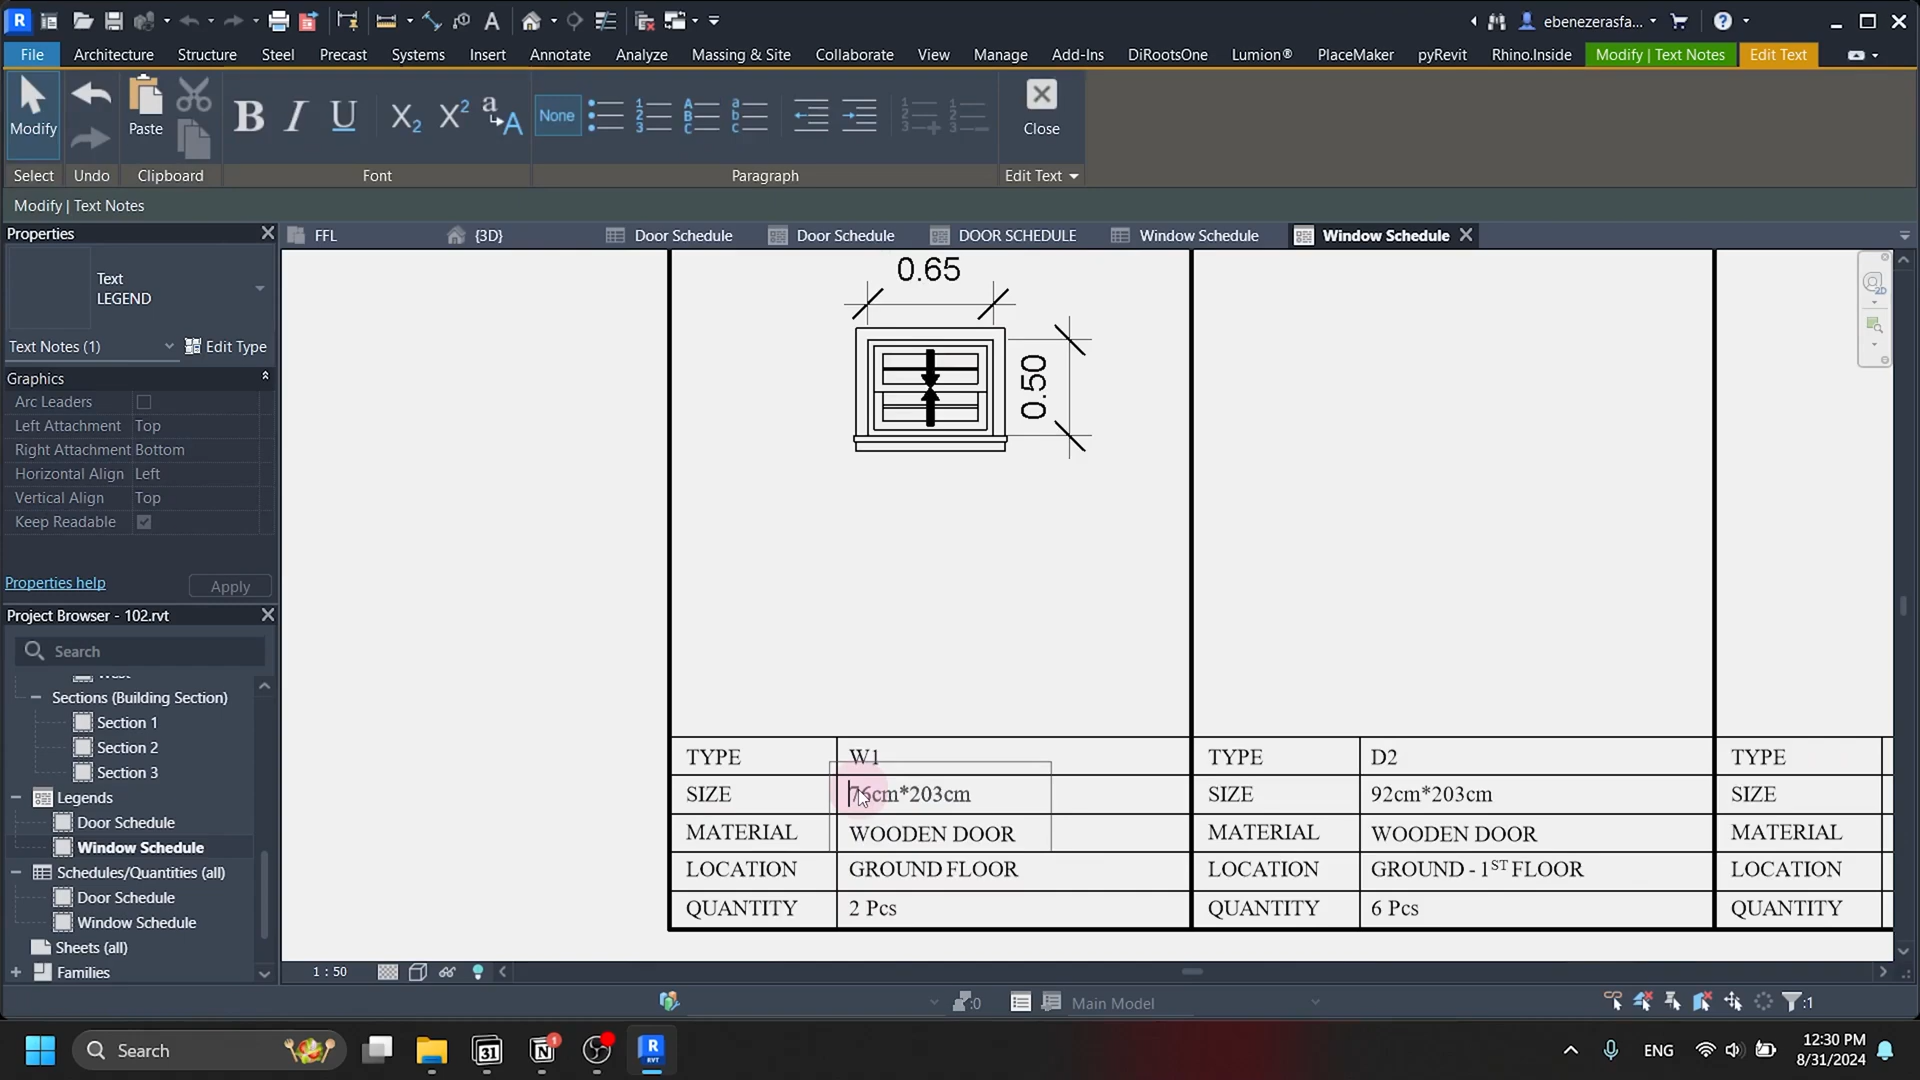 ebenezerasfa...
File Architecture Structure Steel Precast Systems Insert Annotate Analyze Massing & Site Collaborate View Manage Add-Ins DiRootsOne Lumion® PlaceMaker pyRevit Rhino.Inside Modify | Text Notes Edit Text
Modify Paste None Close
Select Undo Clipboard Font Paragraph Edit Text
Modify | Text Notes
Properties
FFL {3D} Door Schedule Door Schedule DOOR SCHEDULE Window Schedule Window Schedule
Text
LEGEND
Text Notes (1) Edit Type
Graphics
Arc Leaders
Left Attachment Top
Right Attachment Bottom
Horizontal Align Left
Vertical Align Top
Keep Readable
Properties help Apply
Project Browser - 102.rvt
Search
Sections (Building Section)
Section 1
Section 2
Section 3
Legends
Door Schedule
Window Schedule
Schedules/Quantities (all)
Door Schedule
Window Schedule
Sheets (all)
Families
0.65
0.50
TYPE W1 TYPE D2 TYPE
SIZE 76cm*203cm SIZE 92cm*203cm SIZE
MATERIAL WOODEN DOOR MATERIAL WOODEN DOOR MATERIAL
LOCATION GROUND FLOOR LOCATION GROUND - 1ST FLOOR LOCATION
QUANTITY 2 Pcs QUANTITY 6 Pcs QUANTITY
1 : 50
:0 Main Model :1
Search 31 N 1 R RVT ENG 12:30 PM
8/31/2024